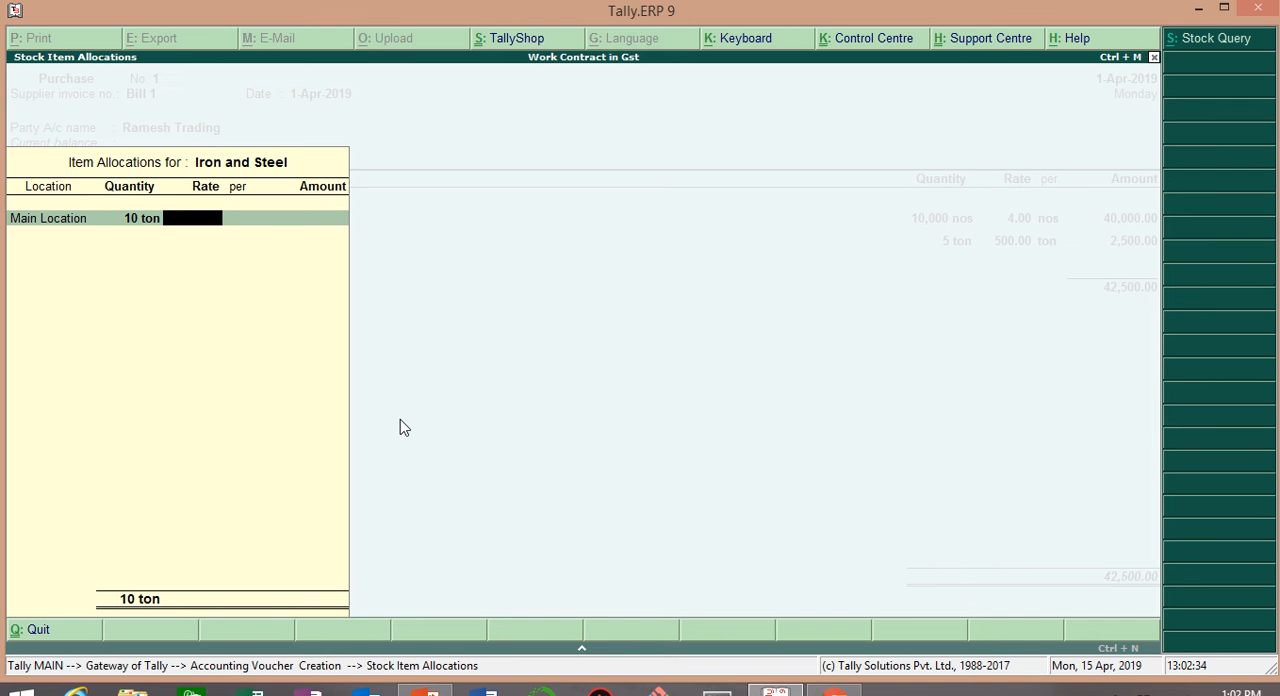 Tally.ERP 9
P: Print E: Export M: E-Mail O: Upload S: TallyShop G: Language K: Keyboard K: Control Centre H: Support Centre H: Help S: Stock Query
Stock Item Allocations Work Contract in Gst Ctrl + M
Purchase No. 1 1-Apr-2019
Supplier invoice no.: Bill 1 Date : 1-Apr-2019 Monday
Party A/c name : Ramesh Trading
Current balance :
Item Allocations for : Iron and Steel
Quantity Rate per Amount
Location Quantity Rate per Amount
Main Location 10 ton
10,000 nos 4.00 nos 40,000.00
5 ton 500.00 ton 2,500.00
42,500.00
42,500.00
10 ton
Q: Quit
Ctrl + N
Tally MAIN --> Gateway of Tally --> Accounting Voucher Creation --> Stock Item Allocations (c) Tally Solutions Pvt. Ltd., 1988-2017 Mon, 15 Apr, 2019 13:02:34
1:02 PM